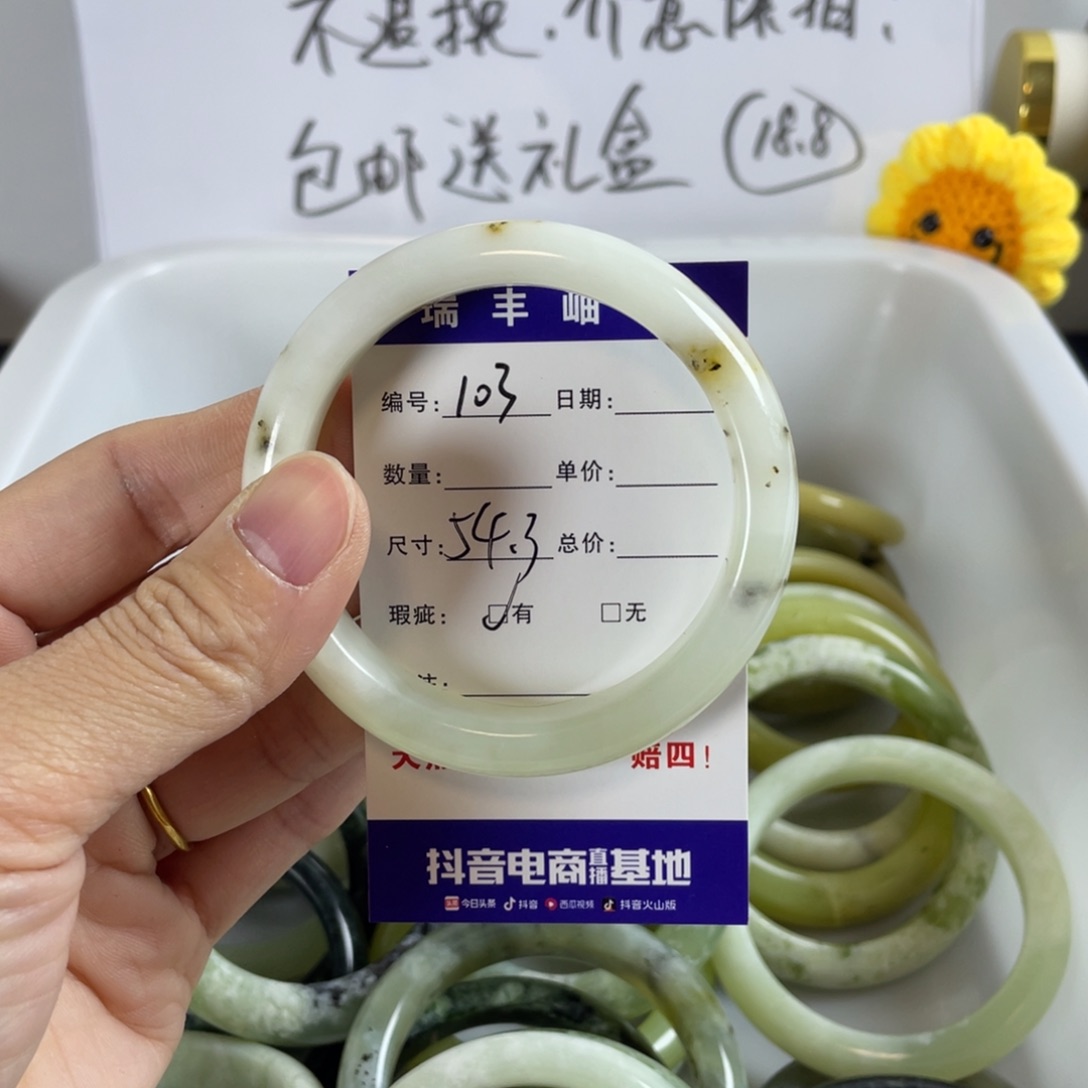 不退换，介意慎拍！
包邮送礼盒 18.8
瑞丰岫
编号：103 日期：
数量： 单价：
尺寸：54.3 总价：
瑕疵：☑有 □无
赔四！
抖音电商直播基地
头条 今日头条 抖音 西瓜视频 抖音火山版